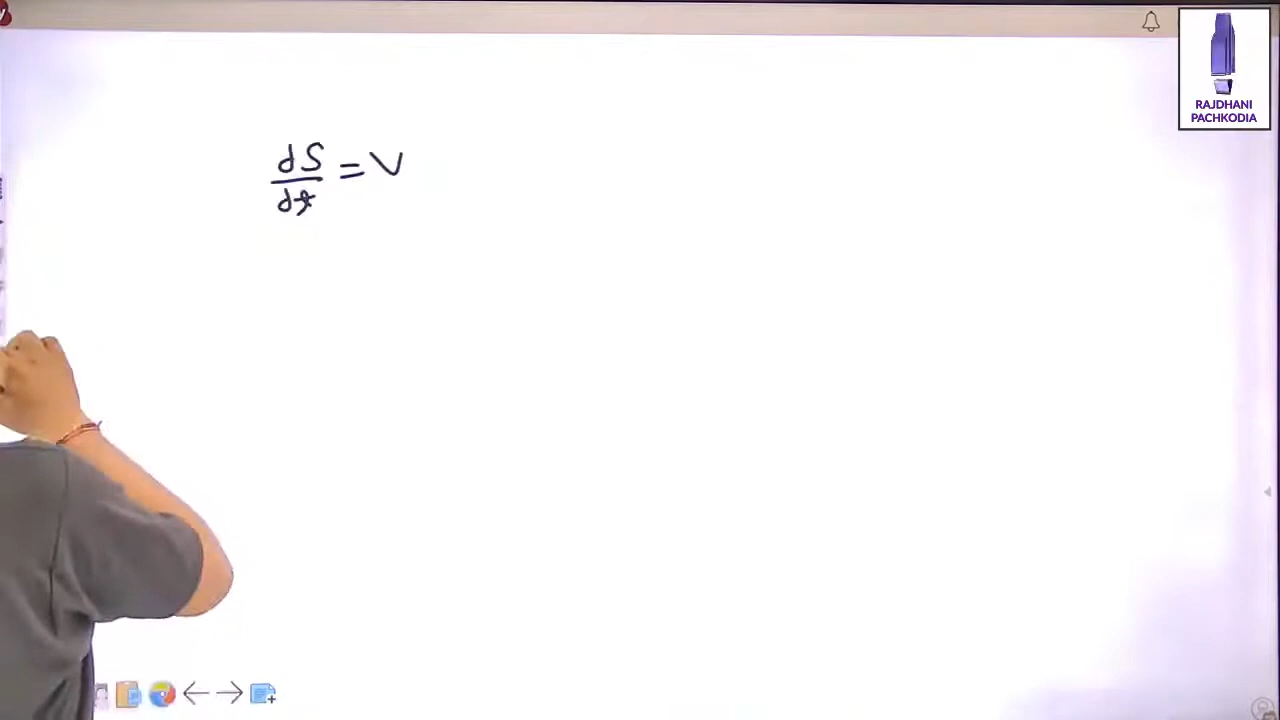 dS/dt = V
RAJDHANI
PACHKODIA